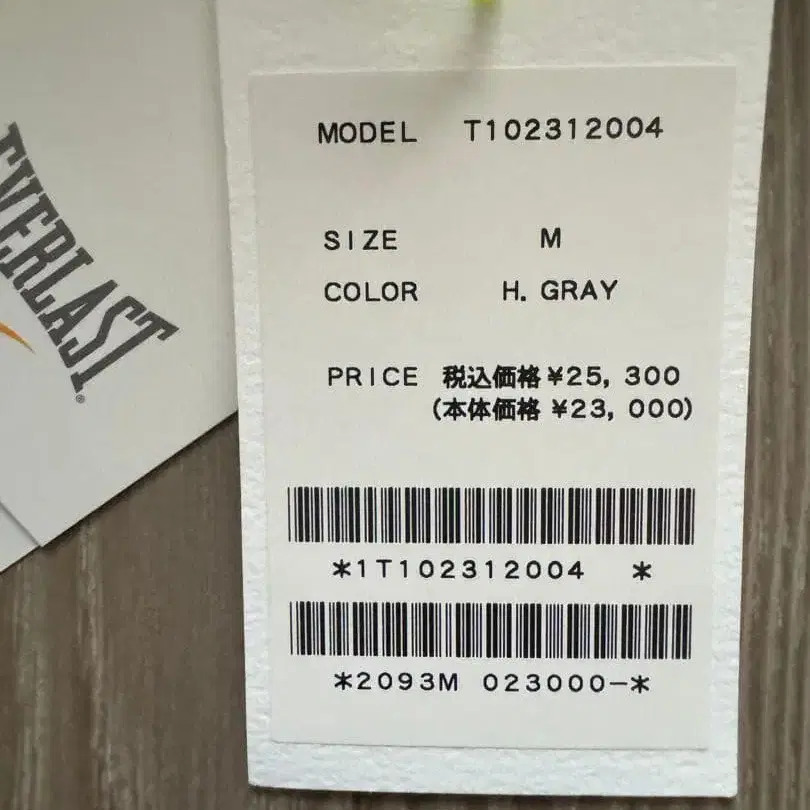 EVERLAST®
MODEL T102312004
SIZE M
COLOR H. GRAY
PRICE 税込価格 ¥25, 300
(本体価格 ¥23, 000)
*1T102312004 *
*2093M 023000-*